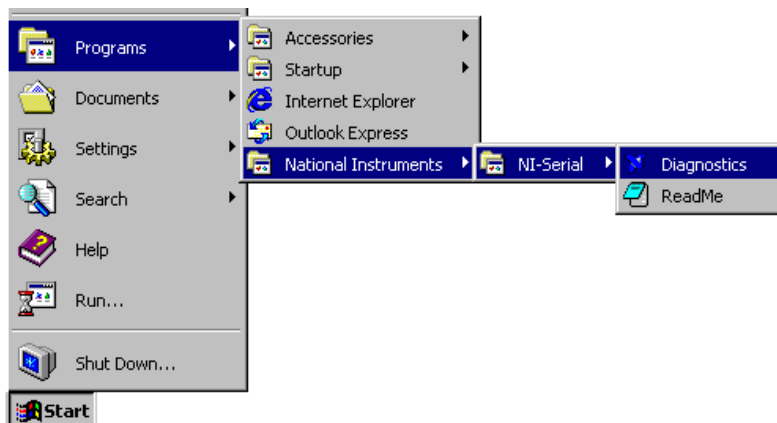 Programs
Documents
Settings
Search
Help
Run...
Shut Down...
Start
Accessories
Startup
Internet Explorer
Outlook Express
National Instruments
NI-Serial
Diagnostics
ReadMe